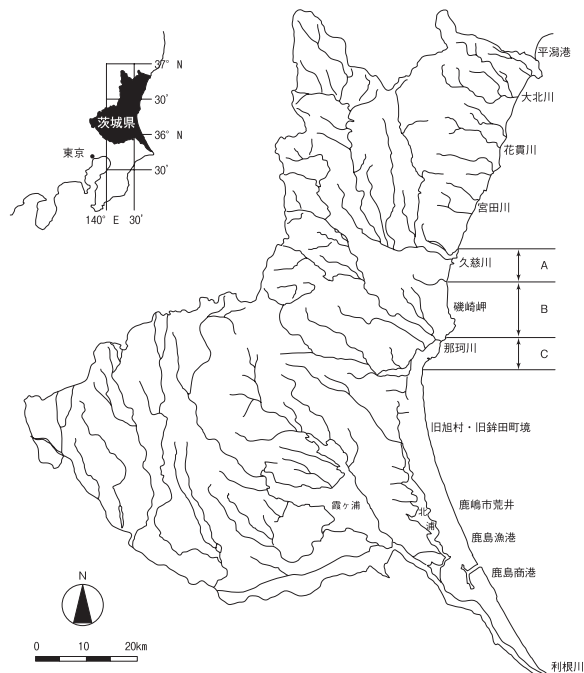 37° N
30′
茨城県
36° N
東京
30′
140° E 30′
平潟港
大北川
花貫川
宮田川
久慈川
A
磯崎岬
B
那珂川
C
旧旭村・旧鉾田町境
鹿嶋市荒井
霞ヶ浦
北浦
鹿島漁港
鹿島商港
利根川
N
0 10 20km